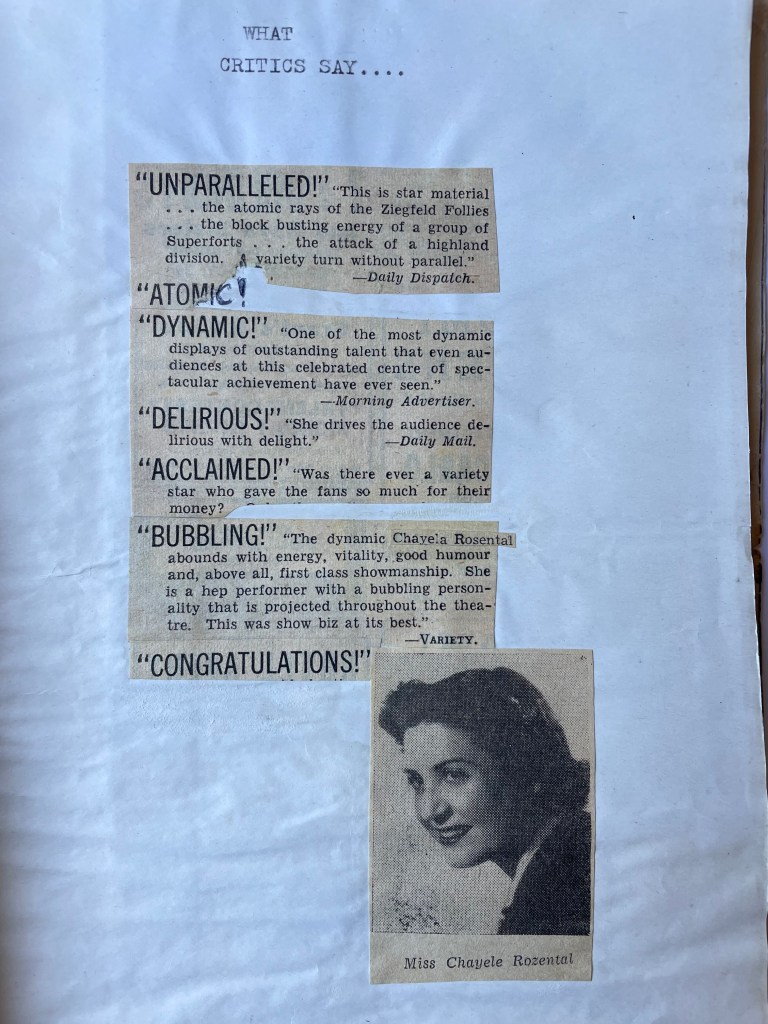 WHAT
CRITICS SAY....
"UNPARALLELED!" "This is star material
. . . the atomic rays of the Ziegfeld Follies
. . . the block busting energy of a group of
Superforts . . . the attack of a highland
division. A variety turn without parallel."
—Daily Dispatch.
"ATOMIC!
"DYNAMIC!" "One of the most dynamic
displays of outstanding talent that even au-
diences at this celebrated centre of spec-
tacular achievement have ever seen."
—Morning Advertiser.
"DELIRIOUS!" "She drives the audience de-
lirious with delight." —Daily Mail.
"ACCLAIMED!" "Was there ever a variety
star who gave the fans so much for their
money?
"BUBBLING!" "The dynamic Chayela Rosental
abounds with energy, vitality, good humour
and, above all, first class showmanship. She
is a hep performer with a bubbling person-
ality that is projected throughout the thea-
tre. This was show biz at its best."
—VARIETY.
"CONGRATULATIONS!"
Miss Chayele Rozental